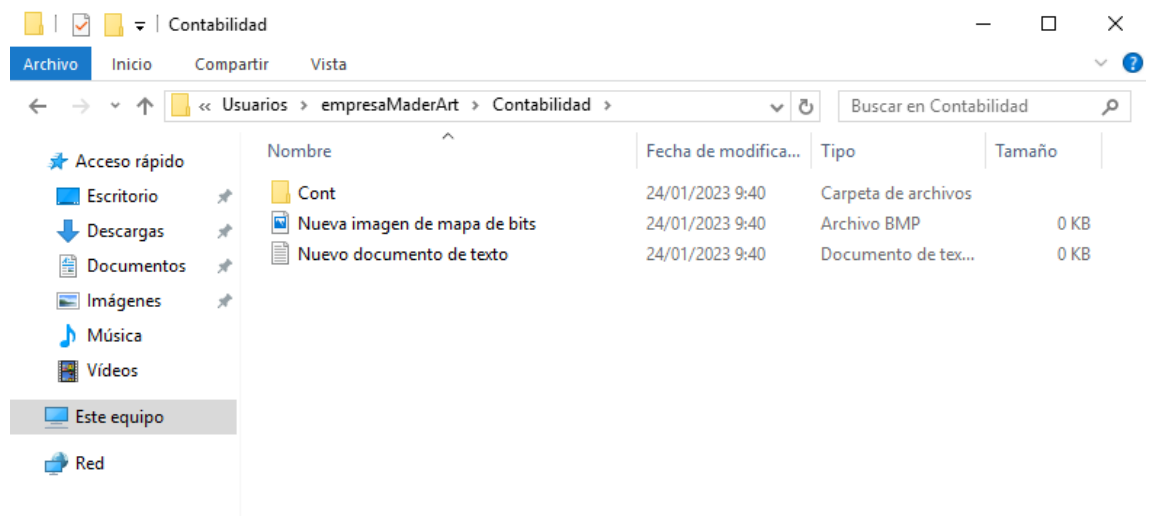 Contabilidad
Archivo Inicio Compartir Vista
« Usuarios > empresaMaderArt > Contabilidad > Buscar en Contabilidad
Nombre Fecha de modifica... Tipo Tamaño
Acceso rápido
Escritorio Cont 24/01/2023 9:40 Carpeta de archivos
Nueva imagen de mapa de bits 24/01/2023 9:40 Archivo BMP 0 KB
Descargas
Nuevo documento de texto 24/01/2023 9:40 Documento de tex... 0 KB
Documentos
Imágenes
Música
Vídeos
Este equipo
Red